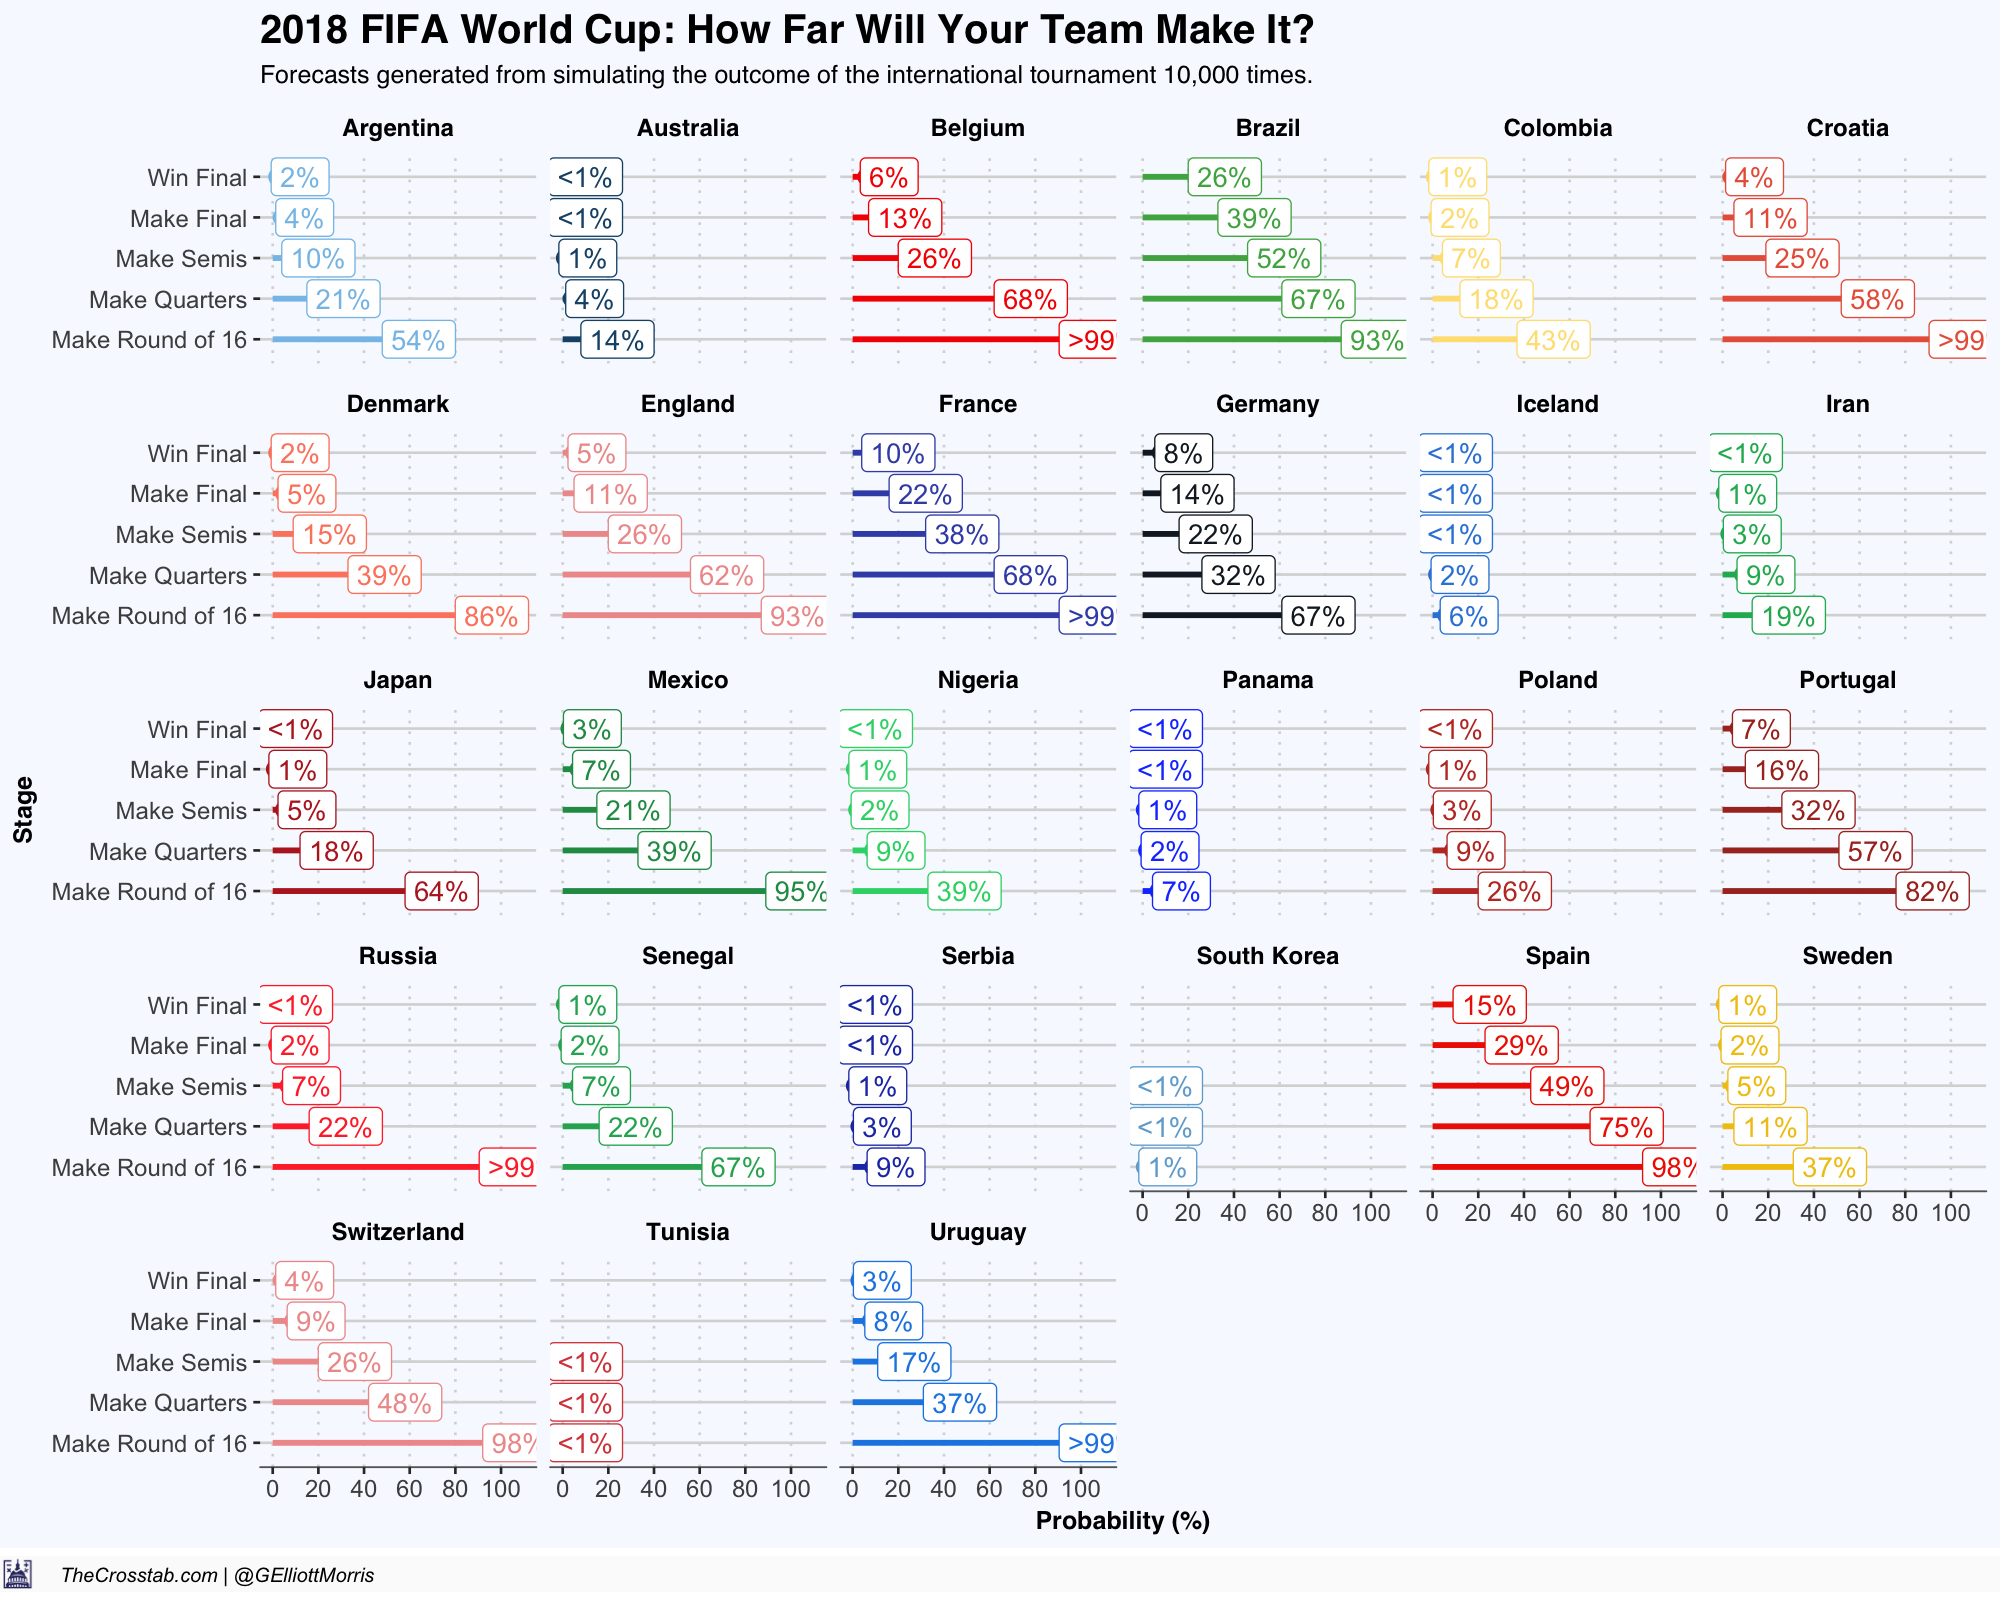 2018 FIFA World Cup: How Far Will Your Team Make It?
Forecasts generated from simulating the outcome of the international tournament 10,000 times.
Argentina Australia Belgium Brazil Colombia Croatia
Win Final 2% <1% 6% 26% 1% 4%
Make Final 4% <1% 13% 39% 2% 11%
Make Semis 10% 1% 26% 52% 7% 25%
Make Quarters 21% 4% 68% 67% 18% 58%
Make Round of 16 54% 14% >99 93% 43% >99
Denmark England France Germany Iceland Iran
Win Final 2% 5% 10% 8% <1% <1%
Make Final 5% 11% 22% 14% <1% 1%
Make Semis 15% 26% 38% 22% <1% 3%
Make Quarters 39% 62% 68% 32% 2% 9%
Make Round of 16 86% 93% >99 67% 6% 19%
Japan Mexico Nigeria Panama Poland Portugal
Win Final <1% 3% <1% <1% <1% 7%
Make Final 1% 7% 1% <1% 1% 16%
Make Semis 5% 21% 2% 1% 3% 32%
Make Quarters 18% 39% 9% 2% 9% 57%
Make Round of 16 64% 95% 39% 7% 26% 82%
Stage
Russia Senegal Serbia South Korea Spain Sweden
Win Final <1% 1% <1% 15% 1%
Make Final 2% 2% <1% 29% 2%
Make Semis 7% 7% 1% <1% 49% 5%
Make Quarters 22% 22% 3% <1% 75% 11%
Make Round of 16 >99 67% 9% 1% 98% 37%
0 20 40 60 80 100 0 20 40 60 80 100 0 20 40 60 80 100
Switzerland Tunisia Uruguay
Win Final 4% 3%
Make Final 9% 8%
Make Semis 26% <1% 17%
Make Quarters 48% <1% 37%
Make Round of 16 98% <1% >99
0 20 40 60 80 100 0 20 40 60 80 100 0 20 40 60 80 100
Probability (%)
TheCrosstab.com | @GElliottMorris